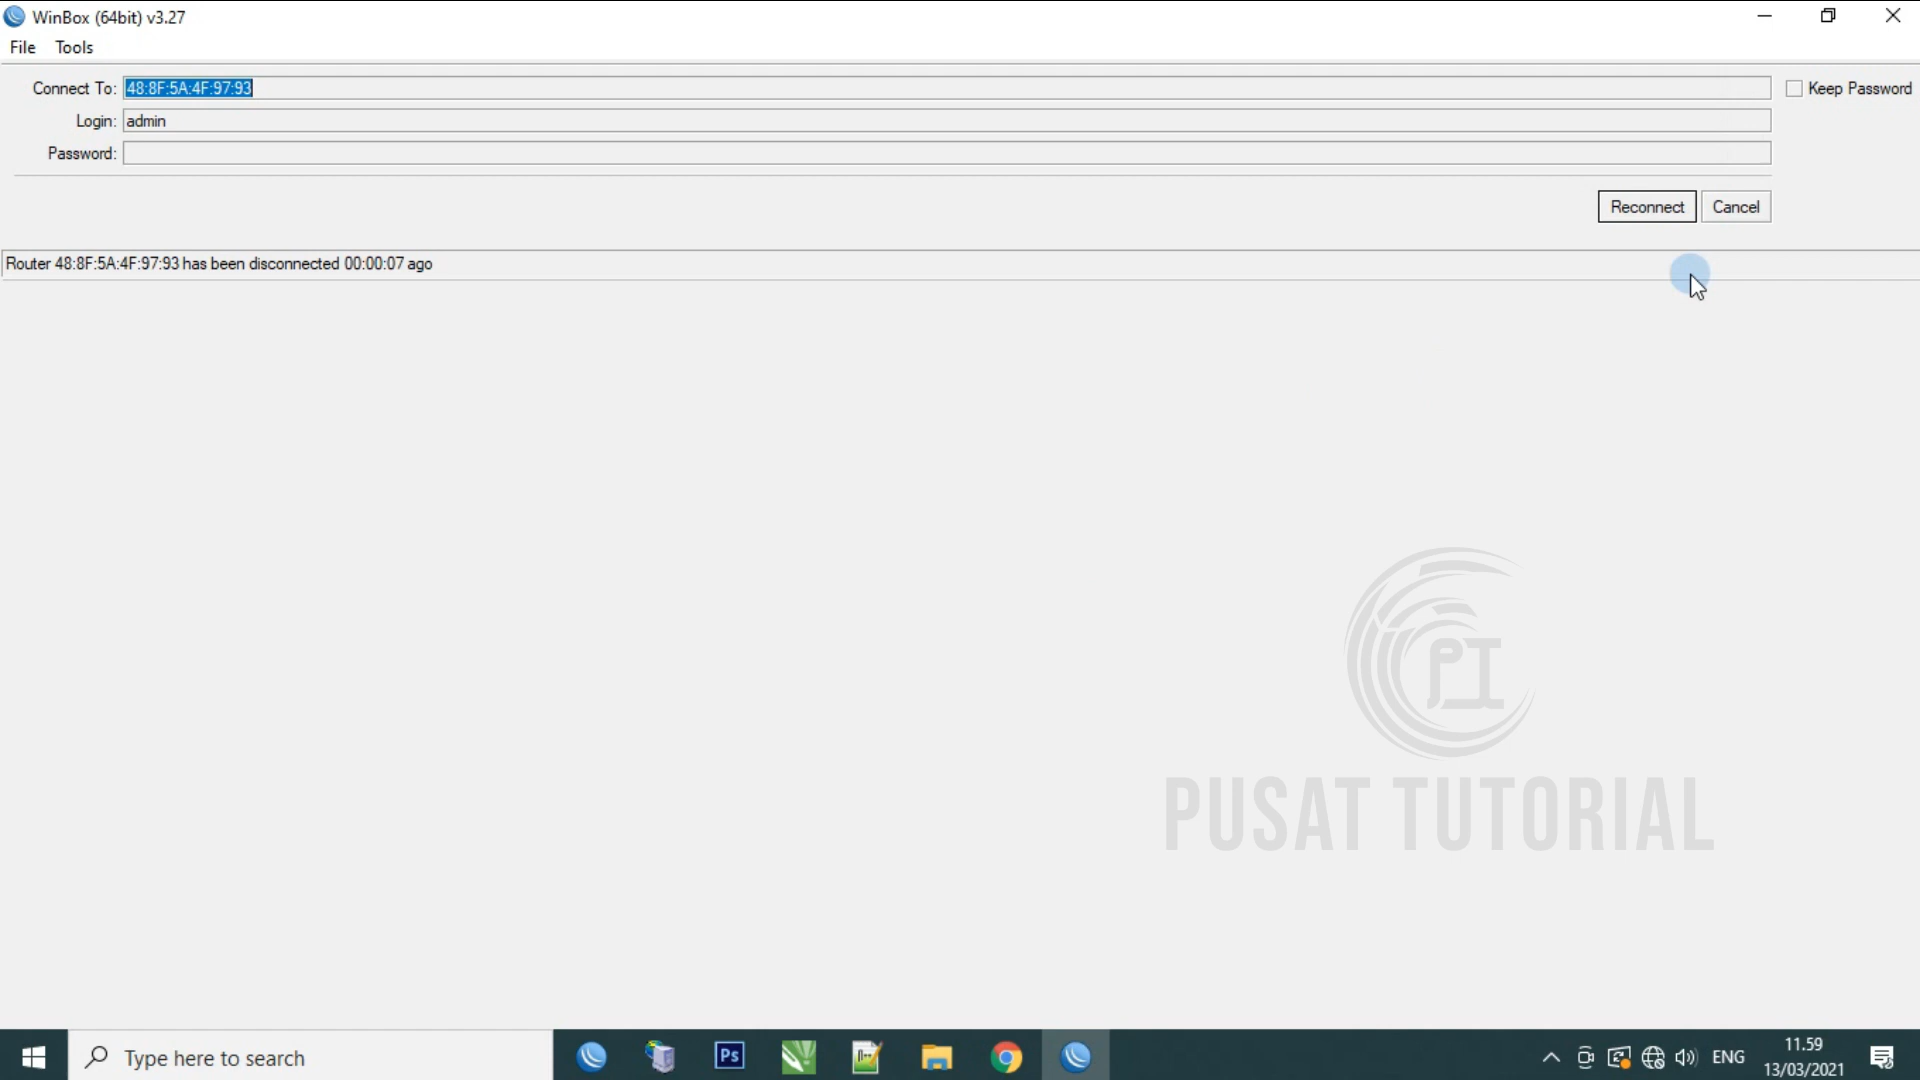 WinBox (64bit) v3.27
File Tools
Connect To: 48:8F:5A:4F:97:93 Keep Password
Login: admin
Password:
Reconnect Cancel
Router 48:8F:5A:4F:97:93 has been disconnected 00:00:07 ago
PI
PUSAT TUTORIAL
Type here to search
Ps
ENG
11.59
13/03/2021